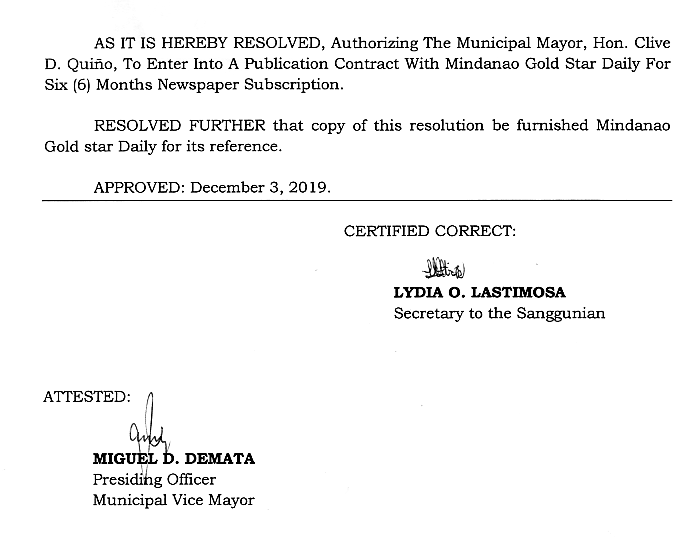 AS IT IS HEREBY RESOLVED, Authorizing The Municipal Mayor, Hon. Clive
D. Quiño, To Enter Into A Publication Contract With Mindanao Gold Star Daily For
Six (6) Months Newspaper Subscription.
RESOLVED FURTHER that copy of this resolution be furnished Mindanao
Gold star Daily for its reference.
APPROVED: December 3, 2019.
CERTIFIED CORRECT:
LYDIA O. LASTIMOSA
Secretary to the Sanggunian
ATTESTED:
MIGUEL D. DEMATA
Presiding Officer
Municipal Vice Mayor